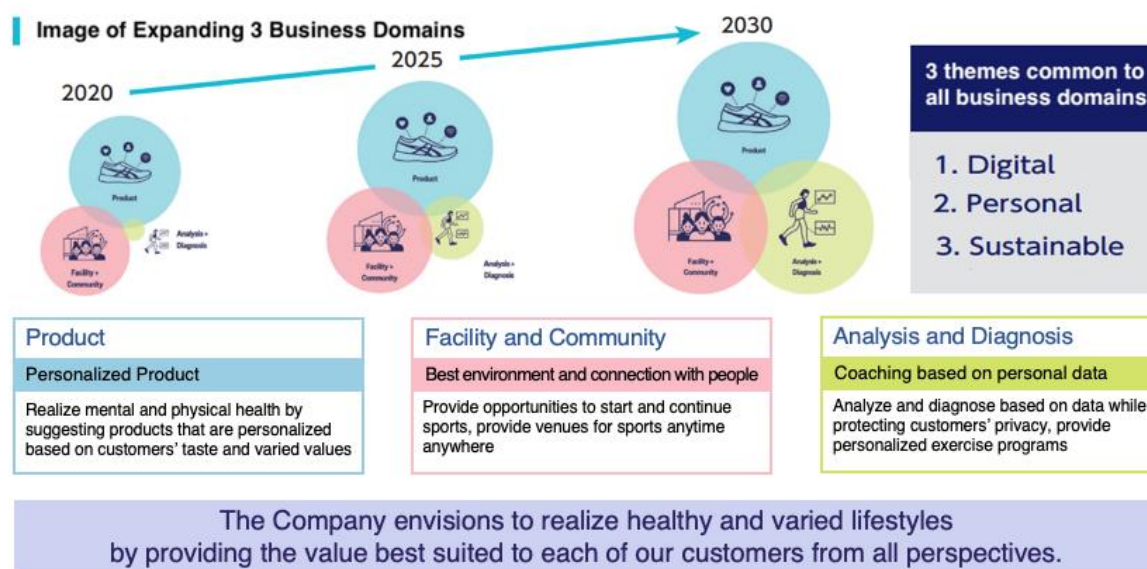 Image of Expanding 3 Business Domains
2020
2025
2030
Product
Facility+
Community
Analysis+
Diagnosis
Product
Facility+
Community
Analysis+
Diagnosis
Product
Facility+
Community
Analysis+
Diagnosis
3 themes common to
all business domains
1. Digital
2. Personal
3. Sustainable
Product
Personalized Product
Realize mental and physical health by
suggesting products that are personalized
based on customers' taste and varied values
Facility and Community
Best environment and connection with people
Provide opportunities to start and continue
sports, provide venues for sports anytime
anywhere
Analysis and Diagnosis
Coaching based on personal data
Analyze and diagnose based on data while
protecting customers' privacy, provide
personalized exercise programs
The Company envisions to realize healthy and varied lifestyles
by providing the value best suited to each of our customers from all perspectives.